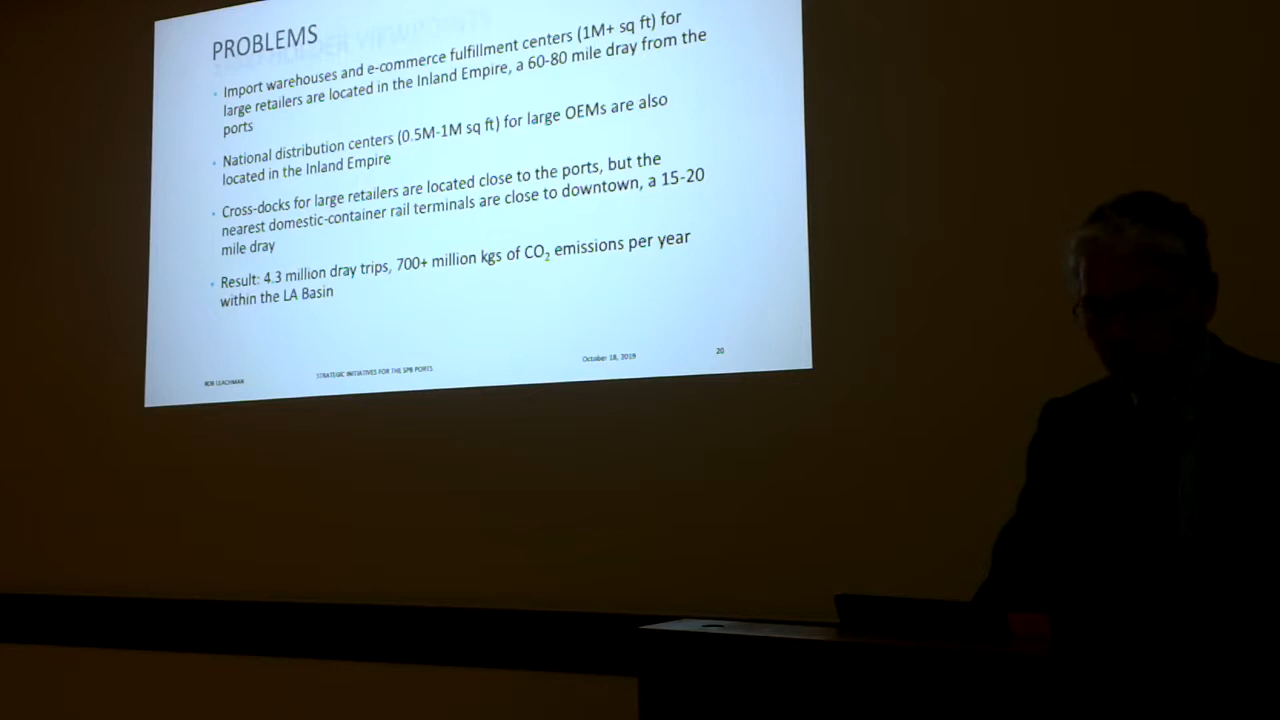 PROBLEMS
• Import warehouses and e-commerce fulfillment centers (1M+ sq ft) for
large retailers are located in the Inland Empire, a 60-80 mile dray from the
ports
• National distribution centers (0.5M-1M sq ft) for large OEMs are also
located in the Inland Empire
• Cross-docks for large retailers are located close to the ports, but the
nearest domestic-container rail terminals are close to downtown, a 15-20
mile dray
• Result: 4.3 million dray trips, 700+ million kgs of CO₂ emissions per year
within the LA Basin
ROB LEACHMAN
STRATEGIC INITIATIVES FOR THE SPB PORTS
October 18, 2019
20